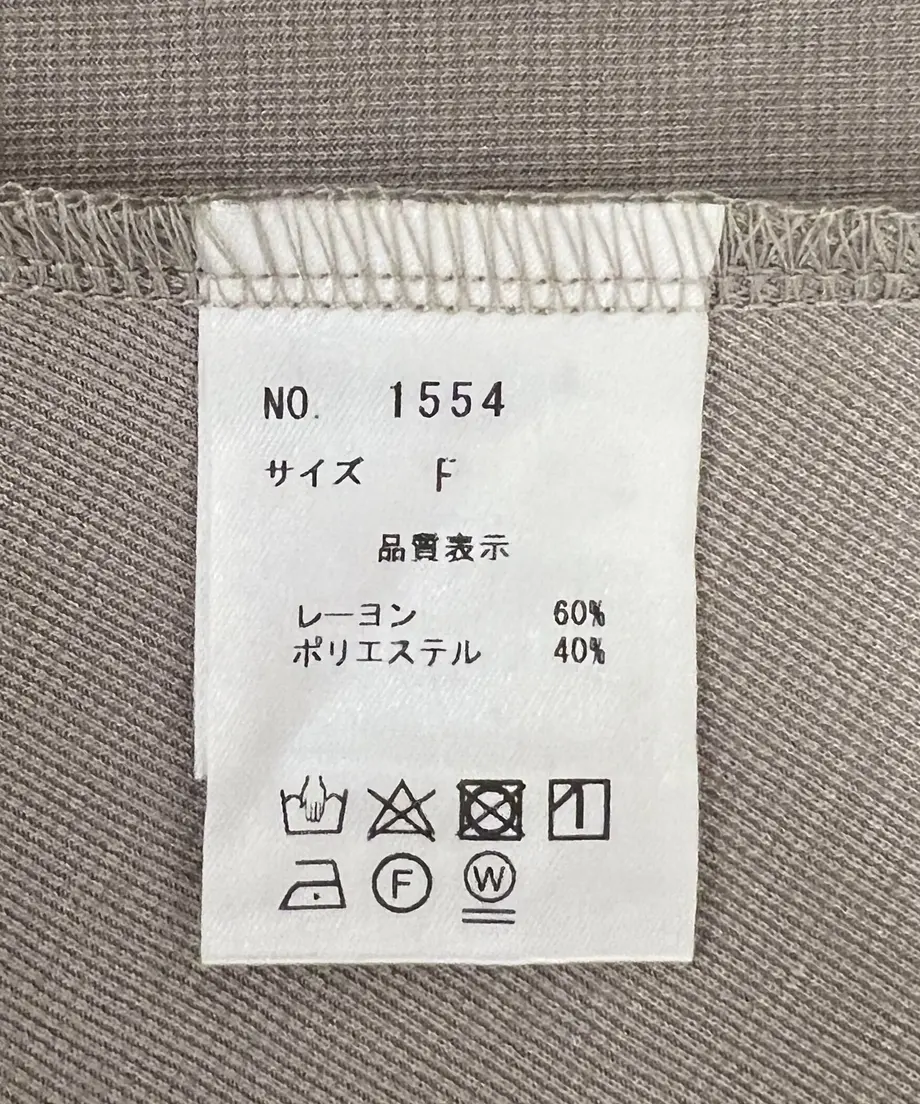 NO. 1554
サイズ F
品質表示
レーヨン 60%
ポリエステル 40%
F W